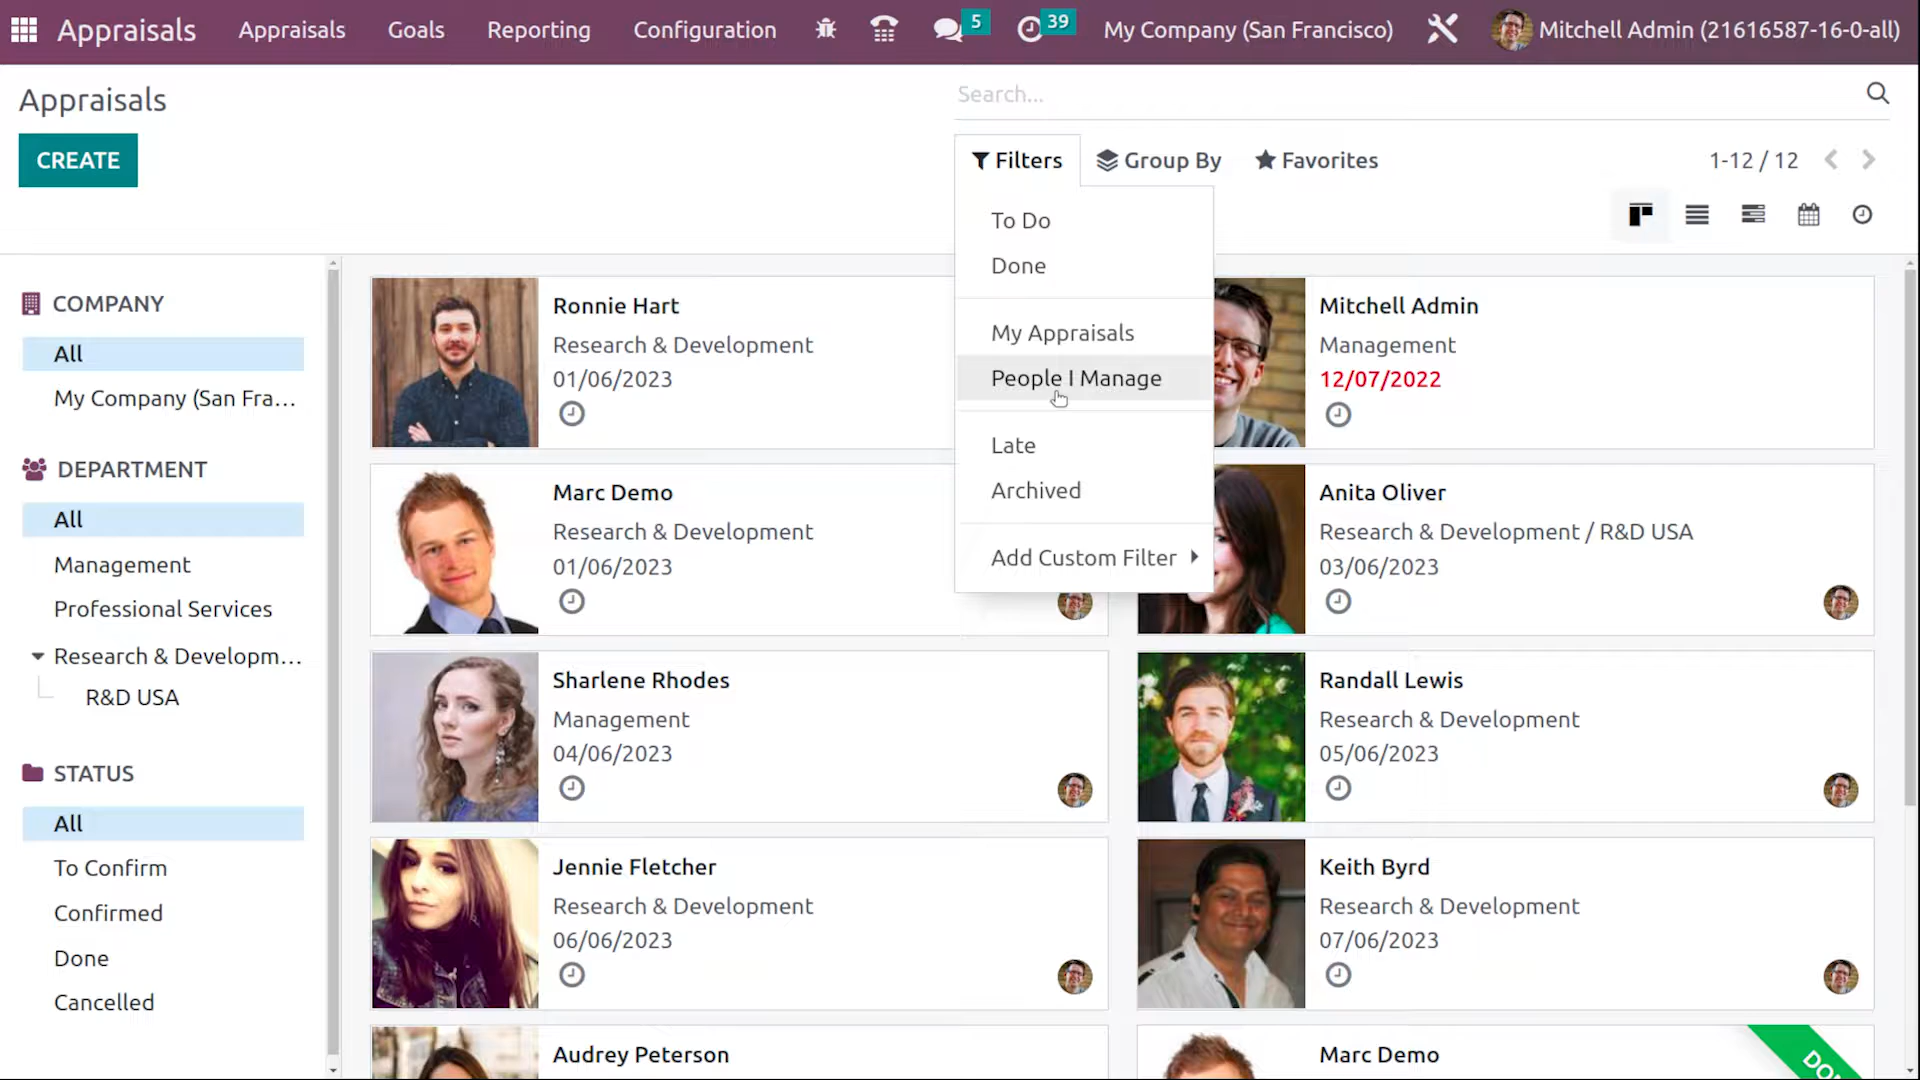 Appraisals Appraisals Goals Reporting Configuration 5 39 My Company (San Francisco) Mitchell Admin (21616587-16-0-all)
Appraisals
Search...
CREATE
Filters Group By Favorites 1-12 / 12
To Do
Done
My Appraisals
People I Manage
Late
Archived
Add Custom Filter
COMPANY
All
My Company (San Fra...
DEPARTMENT
All
Management
Professional Services
Research & Developm...
R&D USA
STATUS
All
To Confirm
Confirmed
Done
Cancelled
Ronnie Hart
Research & Development
01/06/2023
Mitchell Admin
Management
12/07/2022
Marc Demo
Research & Development
01/06/2023
Anita Oliver
Research & Development / R&D USA
03/06/2023
Sharlene Rhodes
Management
04/06/2023
Randall Lewis
Research & Development
05/06/2023
Jennie Fletcher
Research & Development
06/06/2023
Keith Byrd
Research & Development
07/06/2023
Audrey Peterson
Marc Demo